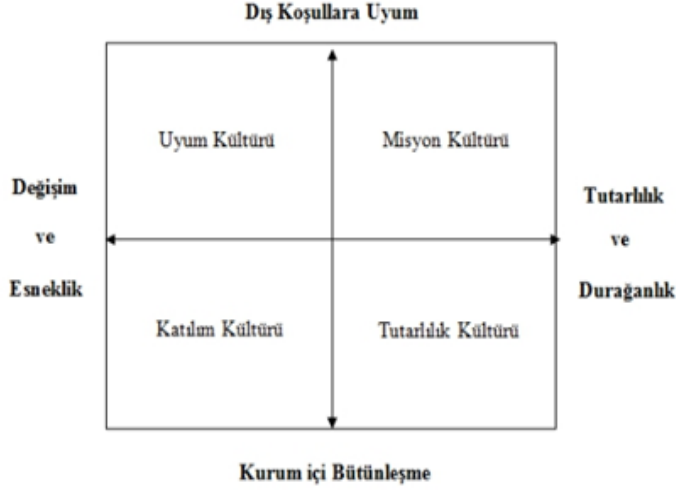 Dış Koşullara Uyum
Uyum Kültürü
Misyon Kültürü
Değişim
ve
Esneklik
Tutarlılık
ve
Durağanlık
Katılım Kültürü
Tutarlılık Kültürü
Kurum içi Bütünleşme